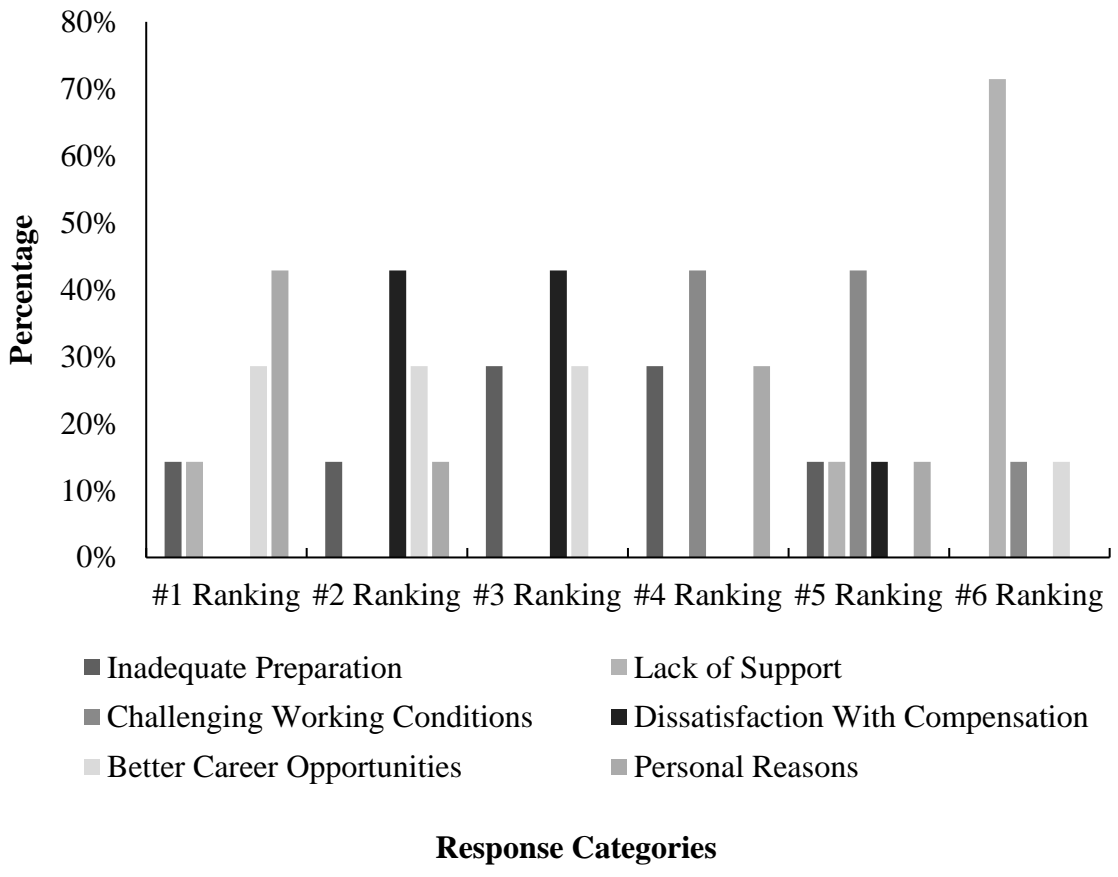 80%
70%
60%
50%
40%
30%
20%
10%
0%
Percentage
#1 Ranking #2 Ranking #3 Ranking #4 Ranking #5 Ranking #6 Ranking
Inadequate Preparation Lack of Support
Challenging Working Conditions Dissatisfaction With Compensation
Better Career Opportunities Personal Reasons
Response Categories